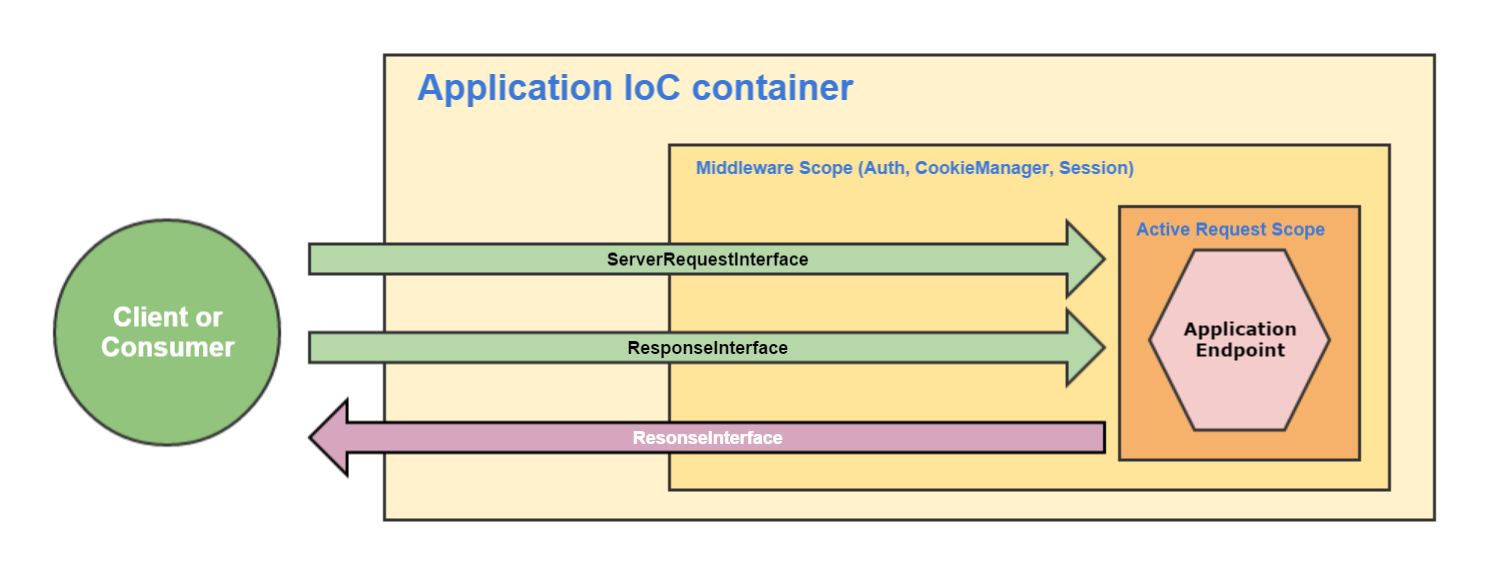 Application IoC container
Middleware Scope (Auth, CookieManager, Session)
Active Request Scope
ServerRequestInterface
Client or
Consumer
Application
Endpoint
ResponseInterface
ResonseInterface